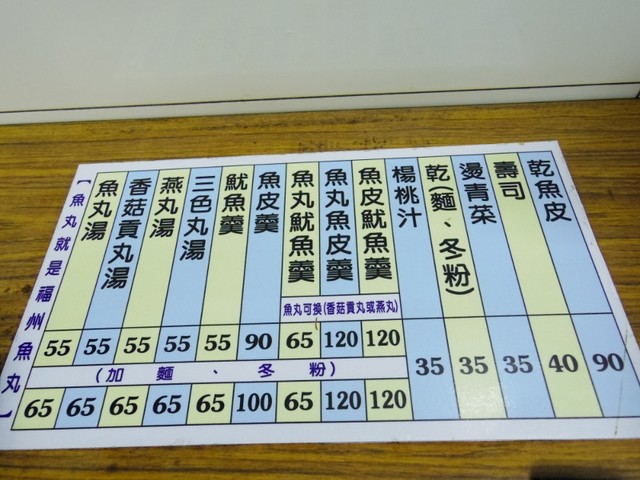 【魚丸就是福州魚丸】
魚丸湯
香菇貢丸湯
燕丸湯
三色丸湯
魷魚羹
魚皮羹
魚丸魷魚羹
魚丸魚皮羹
魚皮魷魚羹
楊桃汁
乾(麵、冬粉)
燙青菜
壽司
乾魚皮
魚丸可換(香菇貢丸或燕丸)
55 55 55 55 55 90 65 120 120
(加麵、冬粉)
35 35 35 40 90
65 65 65 65 65 100 65 120 120